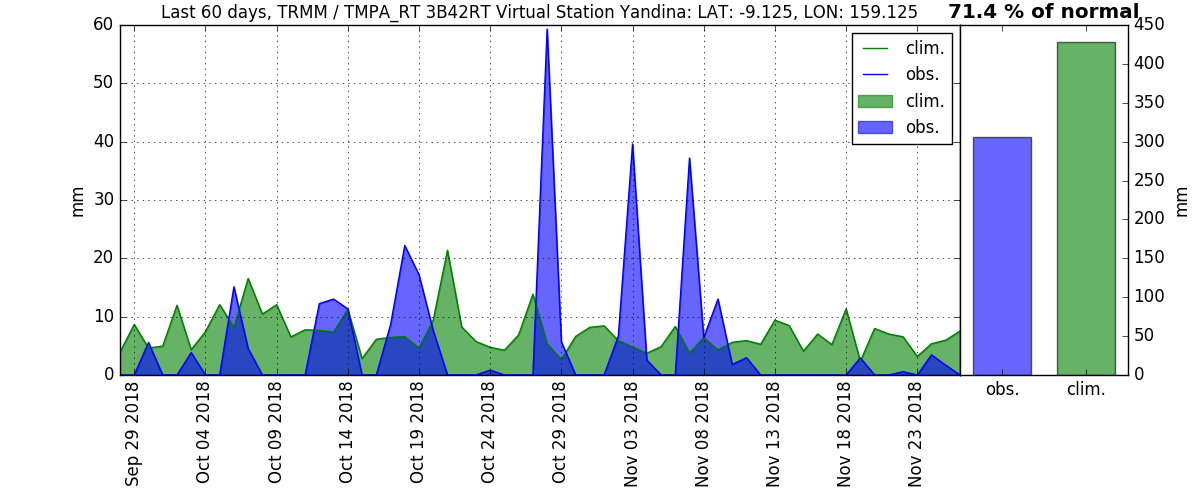 Last 60 days, TRMM / TMPA_RT 3B42RT Virtual Station Yandina: LAT: -9.125, LON: 159.125
71.4 % of normal
60
50
40
30
20
10
0
mm
clim.
obs.
clim.
obs.
Sep 29 2018
Oct 04 2018
Oct 09 2018
Oct 14 2018
Oct 19 2018
Oct 24 2018
Oct 29 2018
Nov 03 2018
Nov 08 2018
Nov 13 2018
Nov 18 2018
Nov 23 2018
450
400
350
300
250
200
150
100
50
0
mm
obs.
clim.